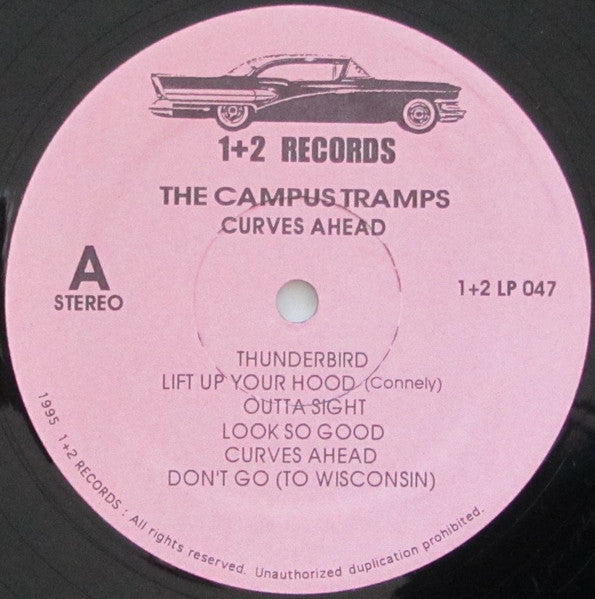 1+2 RECORDS
THE CAMPUS TRAMPS
CURVES AHEAD
A
STEREO
1+2 LP 047
THUNDERBIRD
LIFT UP YOUR HOOD (Connely)
OUTTA SIGHT
LOOK SO GOOD
CURVES AHEAD
DON'T GO (TO WISCONSIN)
1995 1+2 RECORDS : All rights reserved. Unauthorized duplication prohibited.